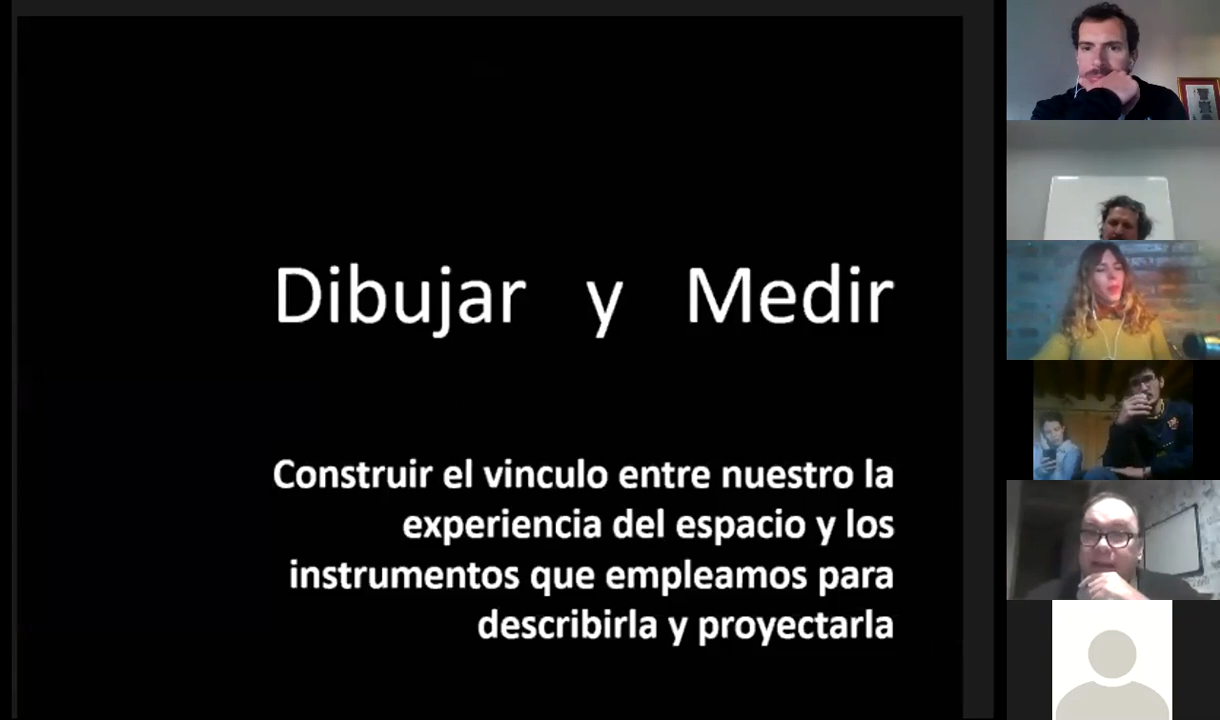 Dibujar y Medir
Construir el vinculo entre nuestro la
experiencia del espacio y los
instrumentos que empleamos para
describirla y proyectarla